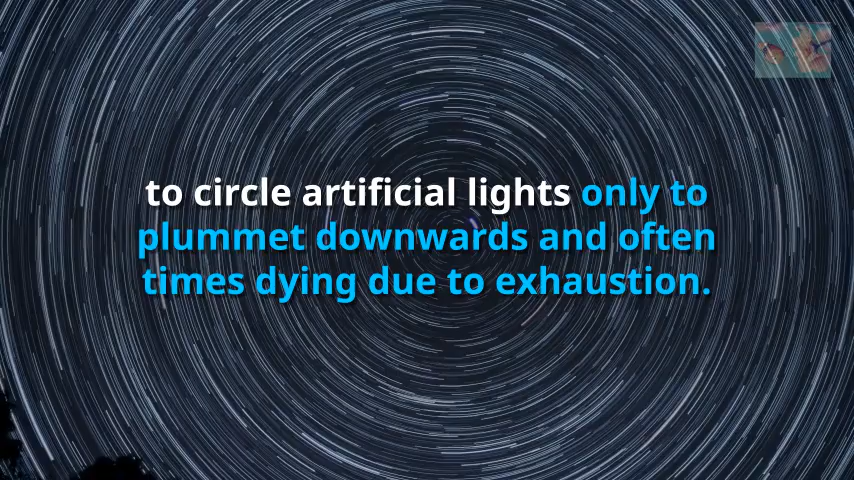 to circle artificial lights only to
plummet downwards and often
times dying due to exhaustion.